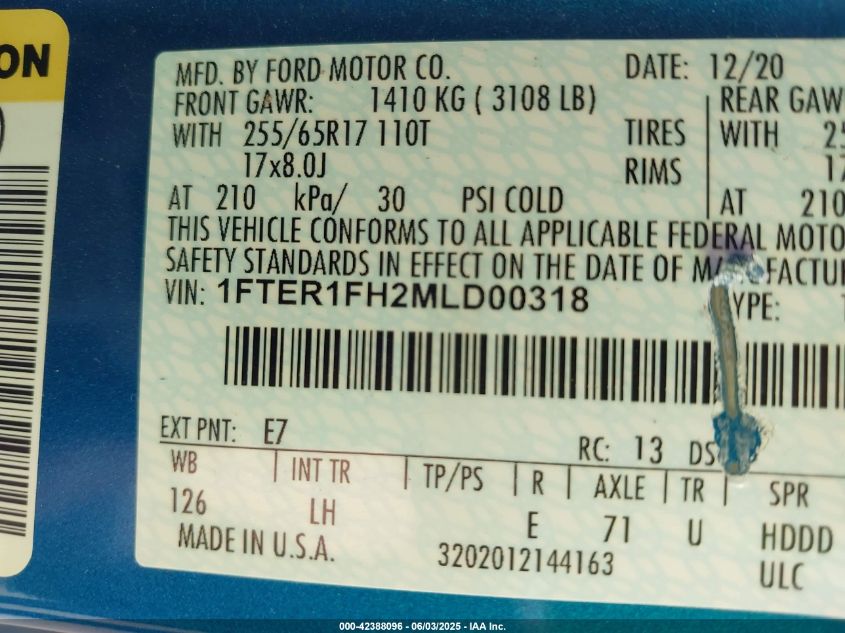 ON
MFD. BY FORD MOTOR CO. DATE: 12/20
FRONT GAWR: 1410 KG ( 3108 LB) REAR GAW
WITH 255/65R17 110T TIRES WITH 25
17x8.0J RIMS 17
AT 210 kPa/ 30 PSI COLD AT 210
THIS VEHICLE CONFORMS TO ALL APPLICABLE FEDERAL MOTO
SAFETY STANDARDS IN EFFECT ON THE DATE OF MANUFACTUR
VIN: 1FTER1FH2MLD00318 YPE:
EXT PNT: E7 RC: 13 DS
WB INT TR TP/PS R AXLE TR SPR
126 LH E 71 U HDDD
MADE IN U.S.A. 3202012144163 ULC
000-42388096 - 06/03/2025 - IAA Inc.